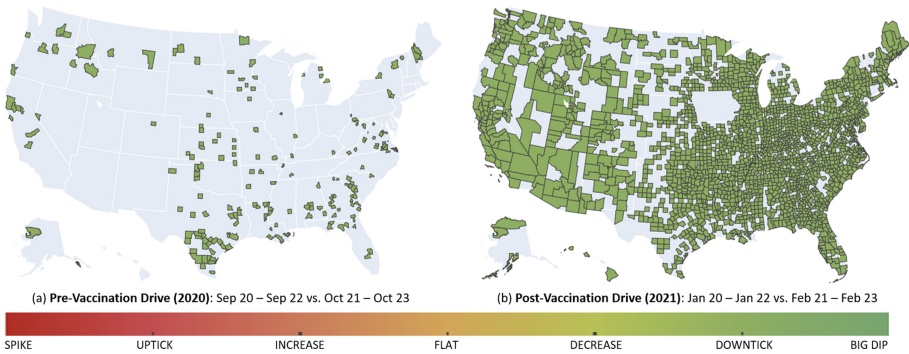 (a) Pre-Vaccination Drive (2020): Sep 20 – Sep 22 vs. Oct 21 – Oct 23
(b) Post-Vaccination Drive (2021): Jan 20 – Jan 22 vs. Feb 21 – Feb 23
SPIKE UPTICK INCREASE FLAT DECREASE DOWNTICK BIG DIP